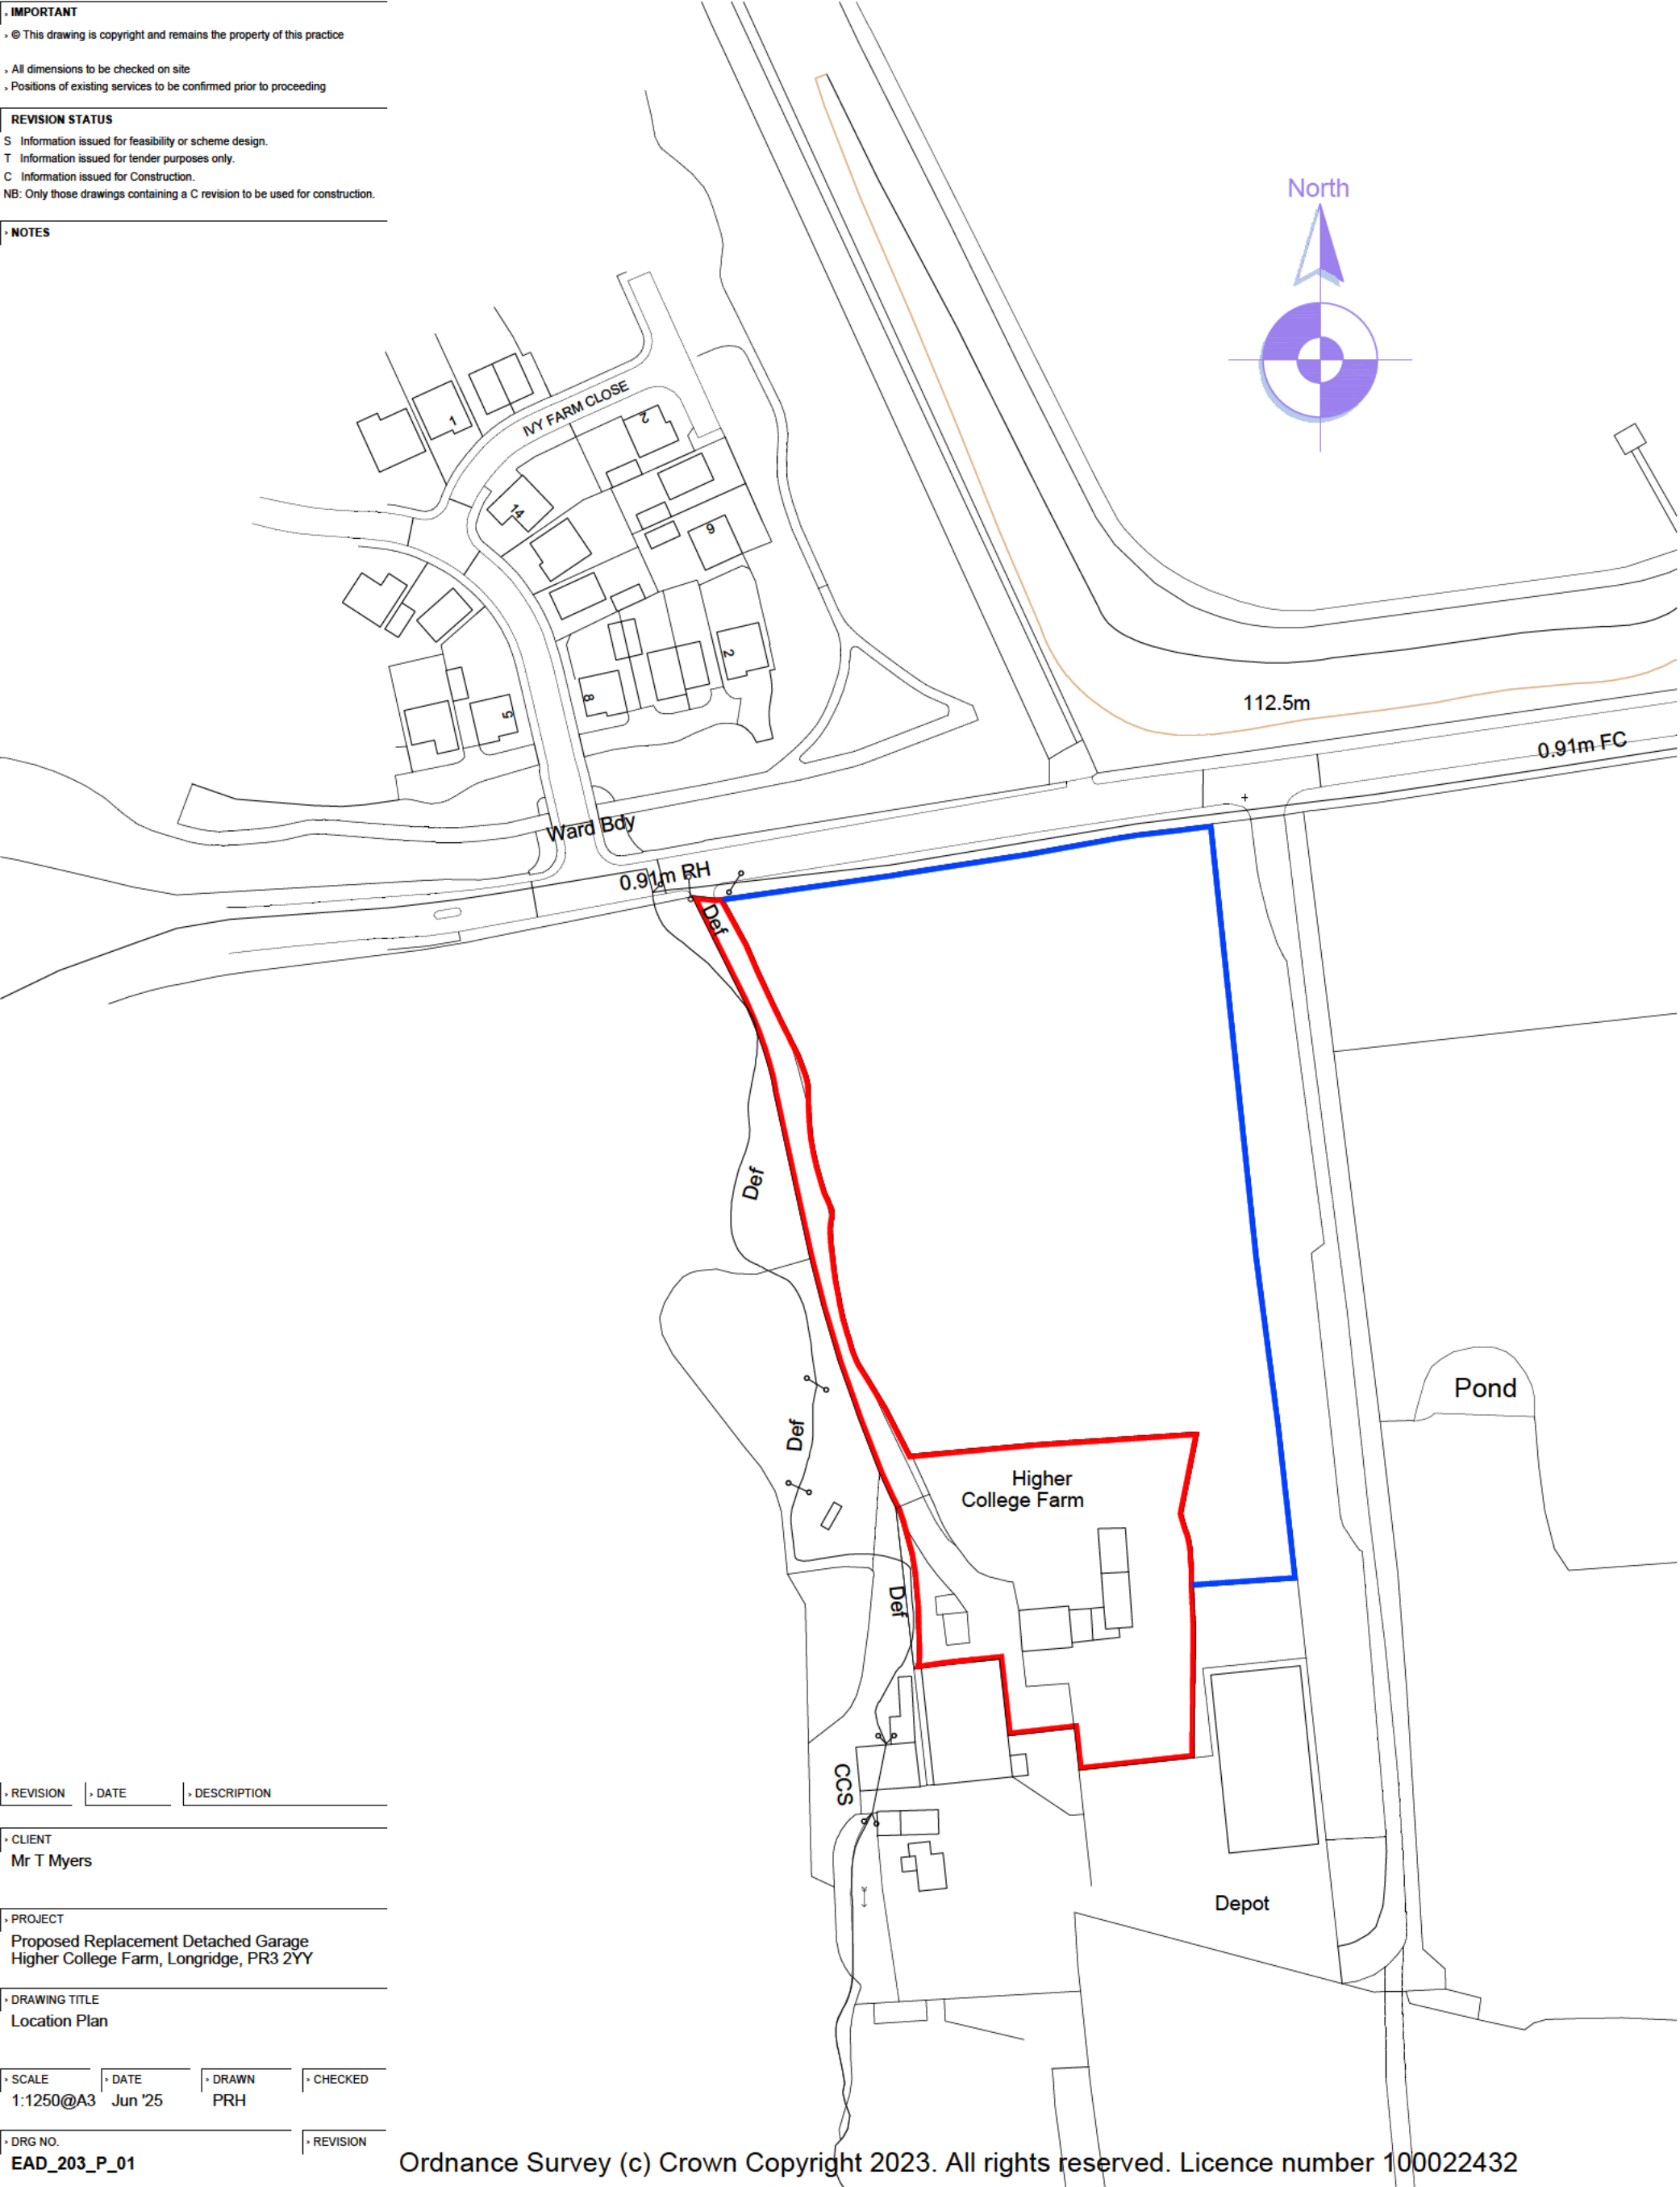 IMPORTANT
© This drawing is copyright and remains the property of this practice
All dimensions to be checked on site
Positions of existing services to be confirmed prior to proceeding
REVISION STATUS
S Information issued for feasibility or scheme design.
T Information issued for tender purposes only.
C Information issued for Construction.
NB: Only those drawings containing a C revision to be used for construction.
NOTES
North
IVY FARM CLOSE
1
2
14
9
2
8
5
112.5m
0.91m FC
Ward Bdy
0.91m RH
Def
Def
Pond
Def
Higher
College Farm
Def
CCS
Depot
REVISION DATE DESCRIPTION
CLIENT
Mr T Myers
PROJECT
Proposed Replacement Detached Garage
Higher College Farm, Longridge, PR3 2YY
DRAWING TITLE
Location Plan
SCALE DATE DRAWN CHECKED
1:1250@A3 Jun '25 PRH
DRG NO. REVISION
EAD_203_P_01
Ordnance Survey (c) Crown Copyright 2023. All rights reserved. Licence number 100022432